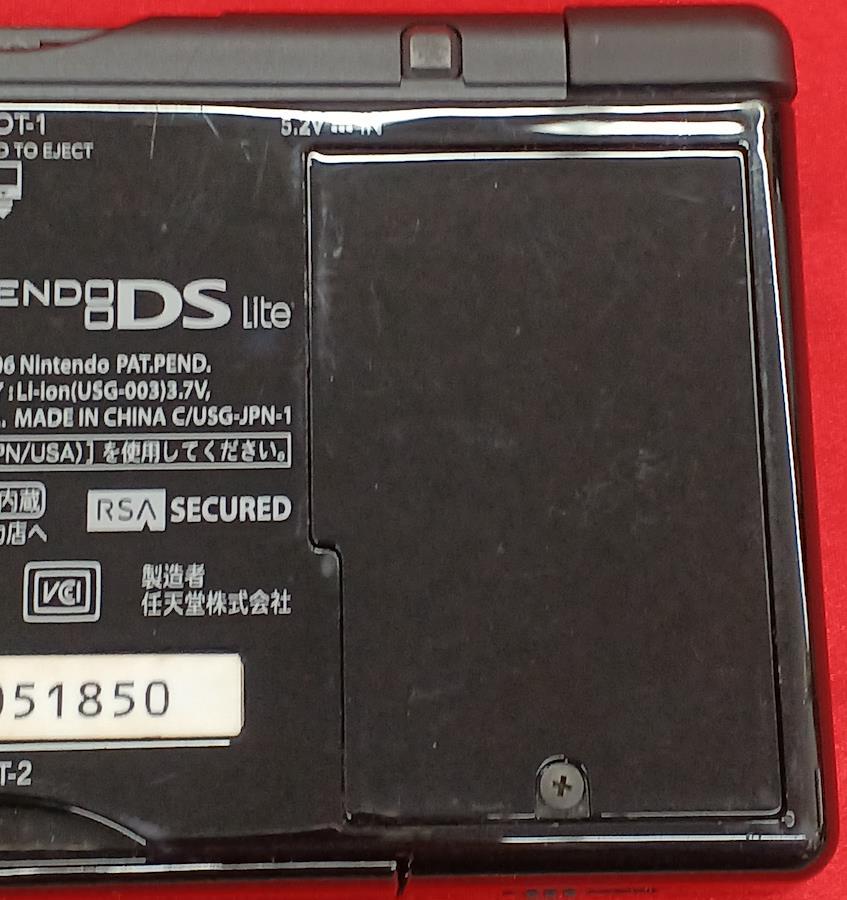 OT-1
5.2V ⎓ IN
D TO EJECT
ENDO DS Lite
06 Nintendo PAT.PEND.
:Li-ion(USG-003)3.7V,
. MADE IN CHINA C/USG-JPN-1
PN/USA)]を使用してください。
内蔵
RSA SECURED
店へ
VCI
製造者
任天堂株式会社
051850
T-2